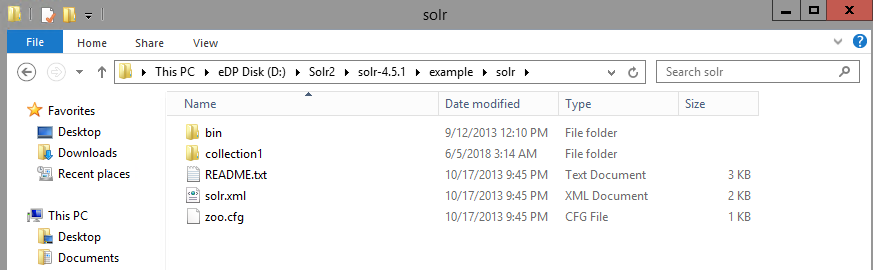 solr
File Home Share View
This PC eDP Disk (D:) Solr2 solr-4.5.1 example solr Search solr
Name Date modified Type Size
Favorites
Desktop
Downloads
Recent places
This PC
Desktop
Documents
bin 9/12/2013 12:10 PM File folder
collection1 6/5/2018 3:14 AM File folder
README.txt 10/17/2013 9:45 PM Text Document 3 KB
solr.xml 10/17/2013 9:45 PM XML Document 2 KB
zoo.cfg 10/17/2013 9:45 PM CFG File 1 KB